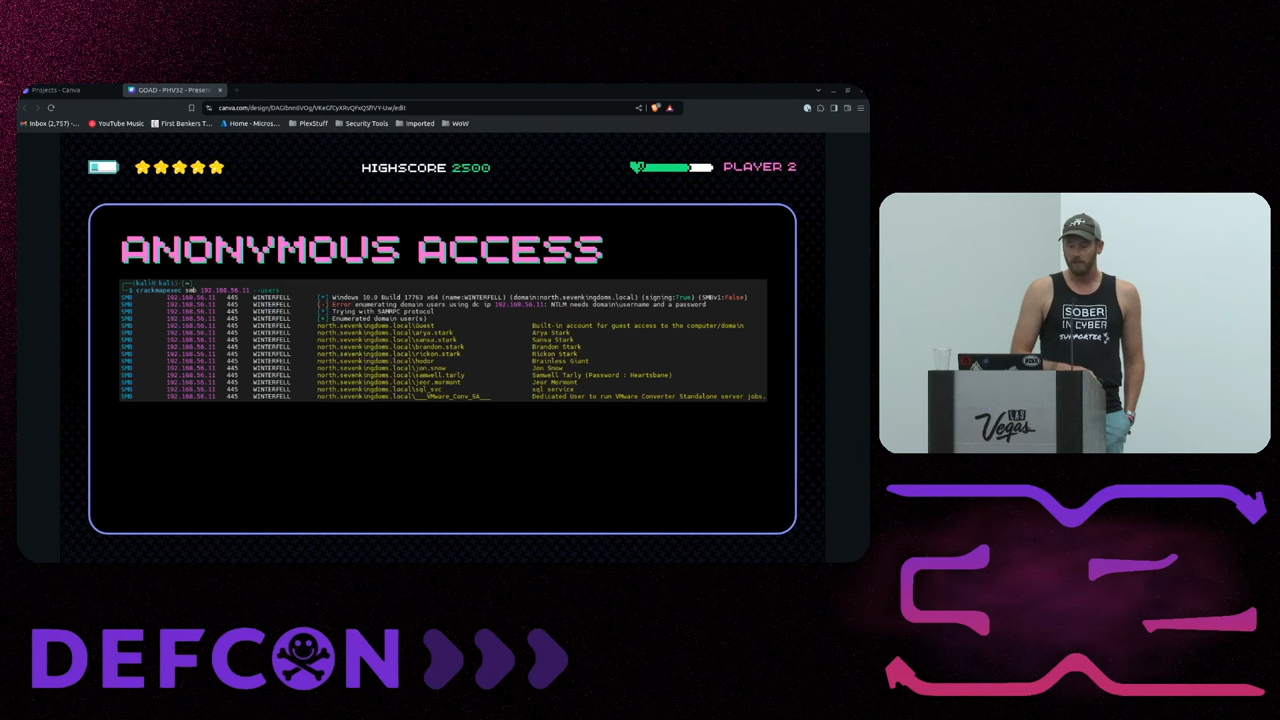 Projects - Canva
GOAD - PHV32 - Present
canva.com/design/
Inbox (2,757) -...
YouTube Music
First Bankers T...
Home - Micros...
PlexStuff
Security Tools
Imported
WoW
HIGHSCORE 2500
PLAYER 2
ANONYMOUS ACCESS
(kali㉿kali)-[~]
$ crackmapexec smb 192.168.56.11 --users
SMB 192.168.56.11 445 WINTERFELL [*] Windows 10.0 Build 17763 x64 (name:WINTERFELL) (domain:north.sevenkingdoms.local) (signing:True) (SMBv1:False)
SMB 192.168.56.11 445 WINTERFELL [-] Error enumerating domain users using dc ip 192.168.56.11: NTLM needs domain\username and a password
SMB 192.168.56.11 445 WINTERFELL [*] Trying with SAMRPC protocol
SMB 192.168.56.11 445 WINTERFELL [+] Enumerated domain user(s)
SMB 192.168.56.11 445 WINTERFELL north.sevenkingdoms.local\Guest Built-in account for guest access to the computer/domain
SMB 192.168.56.11 445 WINTERFELL north.sevenkingdoms.local\arya.stark Arya Stark
SMB 192.168.56.11 445 WINTERFELL north.sevenkingdoms.local\sansa.stark Sansa Stark
SMB 192.168.56.11 445 WINTERFELL north.sevenkingdoms.local\brandon.stark Brandon Stark
SMB 192.168.56.11 445 WINTERFELL north.sevenkingdoms.local\rickon.stark Rickon Stark
SMB 192.168.56.11 445 WINTERFELL north.sevenkingdoms.local\hodor Brainless Giant
SMB 192.168.56.11 445 WINTERFELL north.sevenkingdoms.local\jon.snow Jon Snow
SMB 192.168.56.11 445 WINTERFELL north.sevenkingdoms.local\samwell.tarly Samwell Tarly (Password : Heartsbane)
SMB 192.168.56.11 445 WINTERFELL north.sevenkingdoms.local\jeor.mormont Jeor Mormont
SMB 192.168.56.11 445 WINTERFELL north.sevenkingdoms.local\sql_svc sql service
SMB 192.168.56.11 445 WINTERFELL north.sevenkingdoms.local\___VMware_Conv_SA___ Dedicated User to run VMware Converter Standalone server jobs.
SOBER
IN CYBER
SUPPORTER
LAS
Vegas
DEFCON